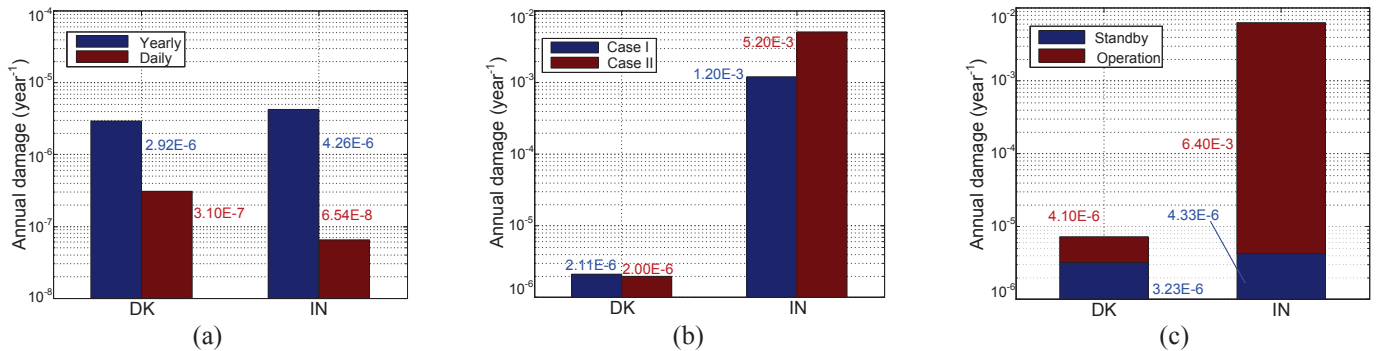 Annual damage (year⁻¹)
10⁻⁴
10⁻⁵
10⁻⁶
10⁻⁷
10⁻⁸
Yearly
Daily
2.92E-6
4.26E-6
3.10E-7
6.54E-8
DK
IN
(a)
Annual damage (year⁻¹)
10⁻²
10⁻³
10⁻⁴
10⁻⁵
10⁻⁶
Case I
Case II
5.20E-3
1.20E-3
2.11E-6
2.00E-6
DK
IN
(b)
Annual damage (year⁻¹)
10⁻²
10⁻³
10⁻⁴
10⁻⁵
10⁻⁶
Standby
Operation
6.40E-3
4.10E-6
4.33E-6
3.23E-6
DK
IN
(c)